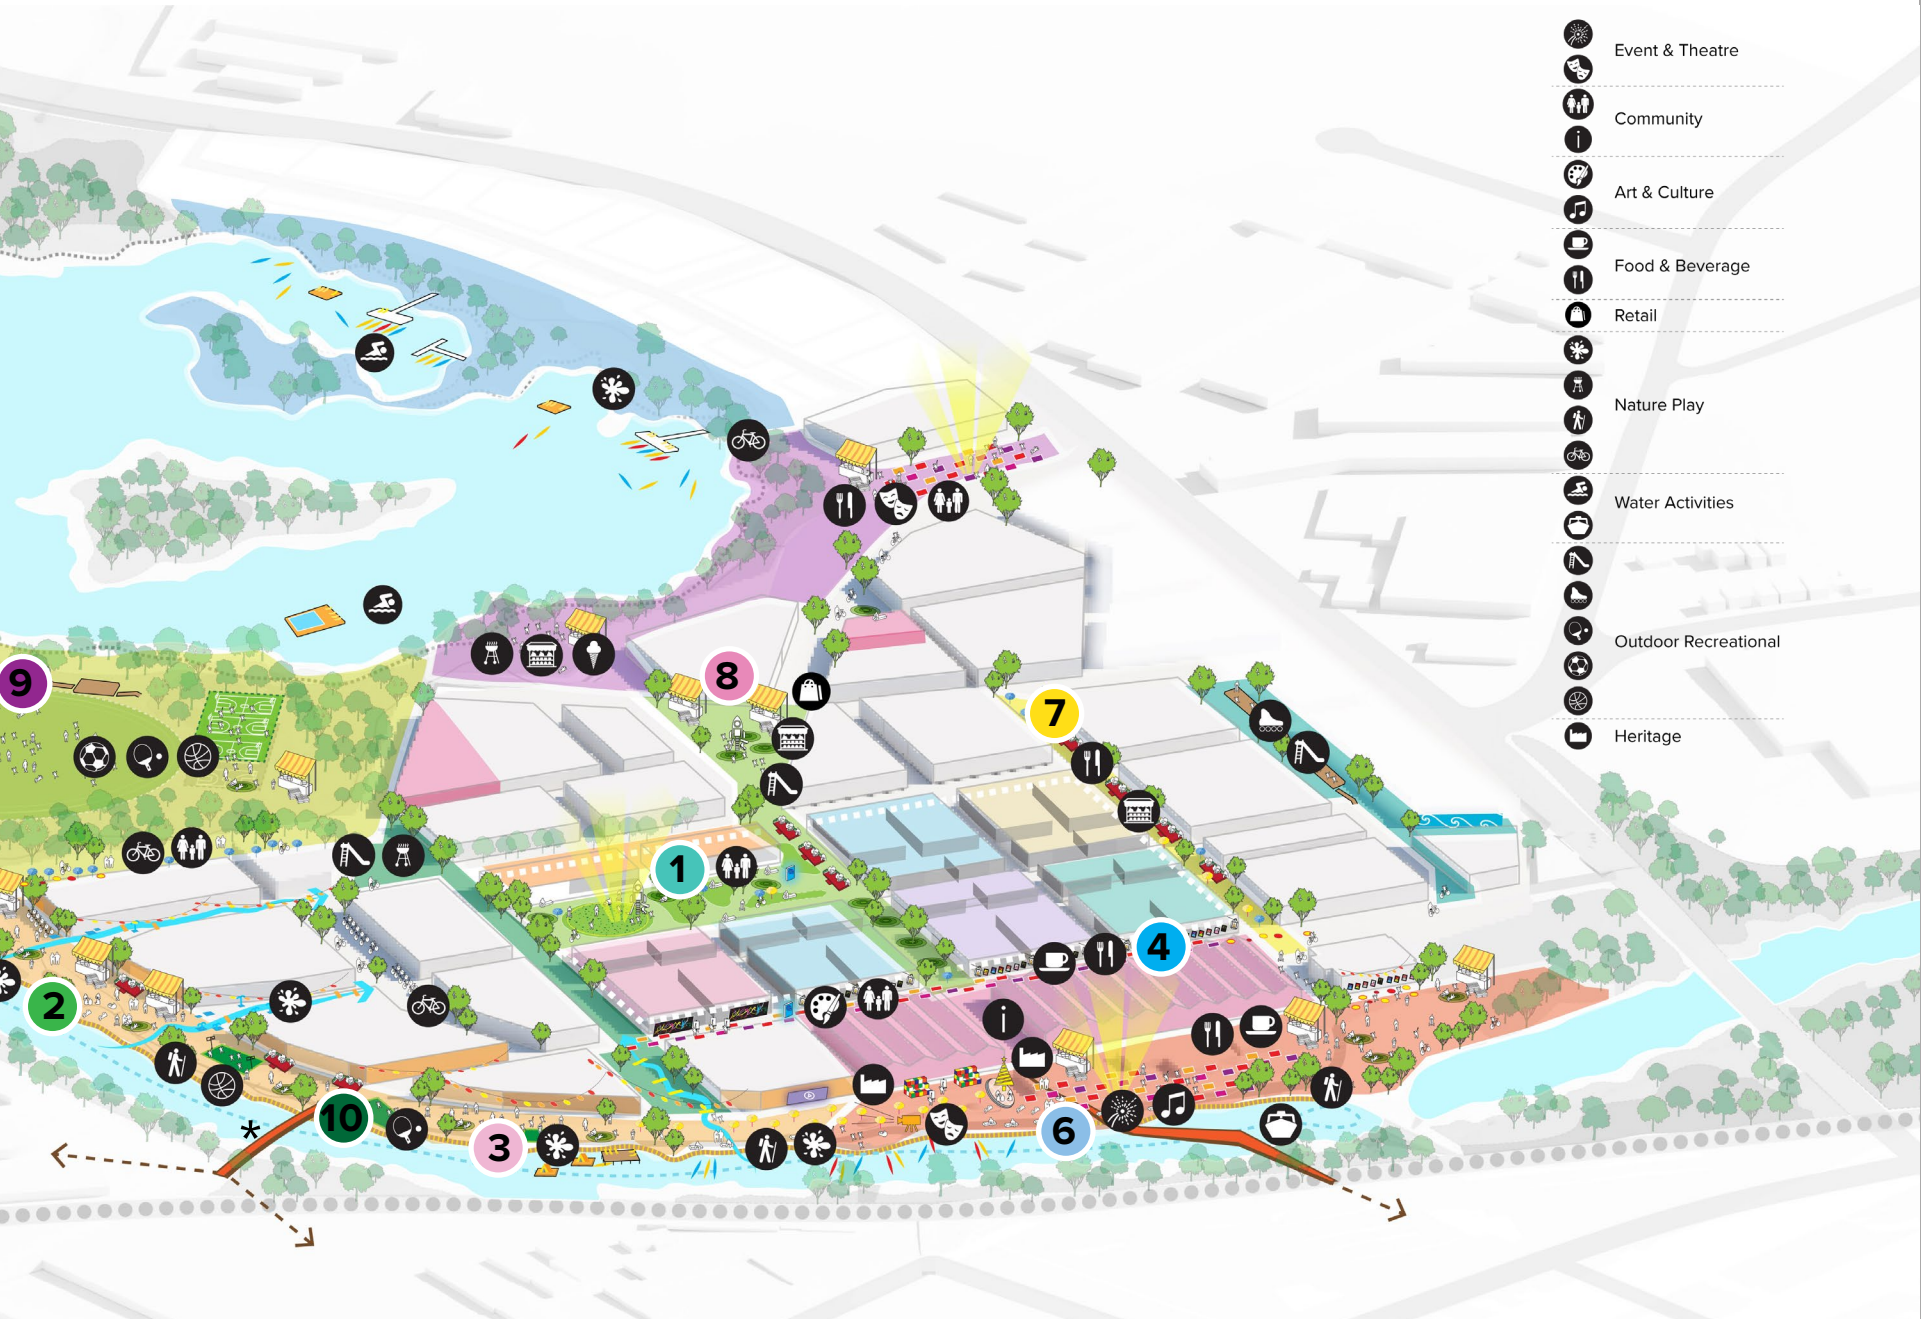 Event & Theatre
Community
i
Art & Culture
Food & Beverage
Retail
Nature Play
Water Activities
Outdoor Recreational
Heritage
9
8
7
1
4
2
i
10
*
3
6